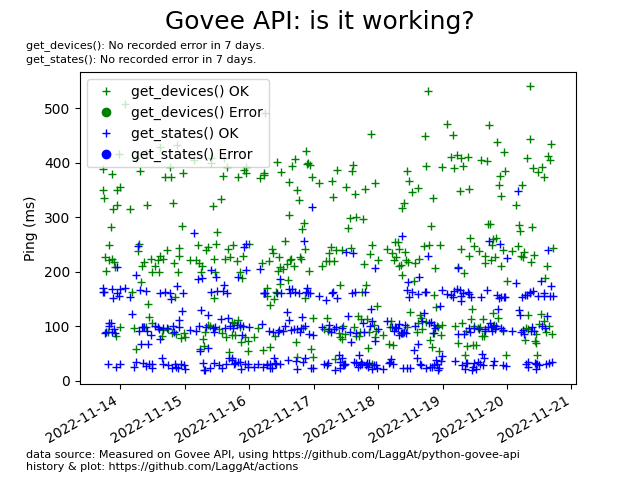 Govee API: is it working?
get_devices(): No recorded error in 7 days.
get_states(): No recorded error in 7 days.
get_devices() OK
get_devices() Error
get_states() OK
get_states() Error
Ping (ms)
500
400
300
200
100
0
2022-11-14
2022-11-15
2022-11-16
2022-11-17
2022-11-18
2022-11-19
2022-11-20
2022-11-21
data source: Measured on Govee API, using https://github.com/LaggAt/python-govee-api
history & plot: https://github.com/LaggAt/actions